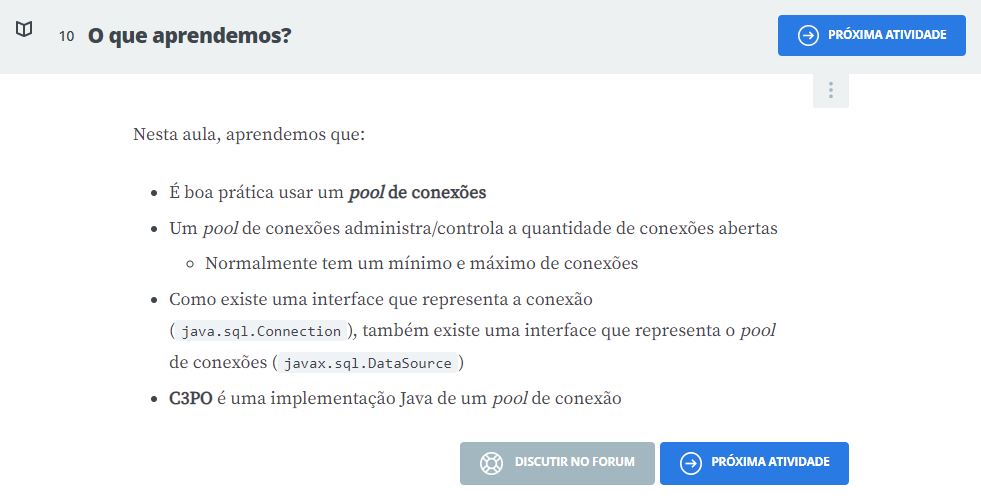 10 O que aprendemos?
PRÓXIMA ATIVIDADE
Nesta aula, aprendemos que:
É boa prática usar um pool de conexões
Um pool de conexões administra/controla a quantidade de conexões abertas
Normalmente tem um mínimo e máximo de conexões
Como existe uma interface que representa a conexão
( java.sql.Connection ), também existe uma interface que representa o pool
de conexões ( javax.sql.DataSource )
C3PO é uma implementação Java de um pool de conexão
DISCUTIR NO FORUM
PRÓXIMA ATIVIDADE